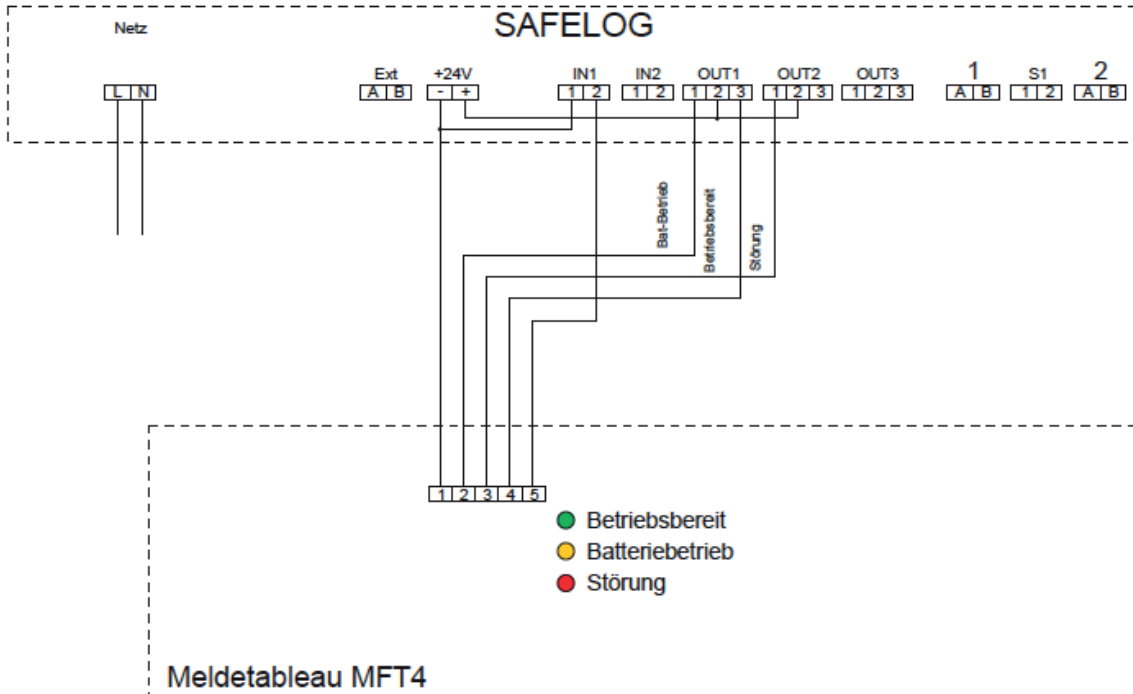 SAFELOG
Netz
Ext +24V IN1 IN2 OUT1 OUT2 OUT3 1 S1 2
L N A B - + 1 2 1 2 1 2 3 1 2 3 1 2 3 A B 1 2 A B
Bat-Betrieb
Betriebsbereit
Störung
1 2 3 4 5
Betriebsbereit
Batteriebetrieb
Störung
Meldetableau MFT4